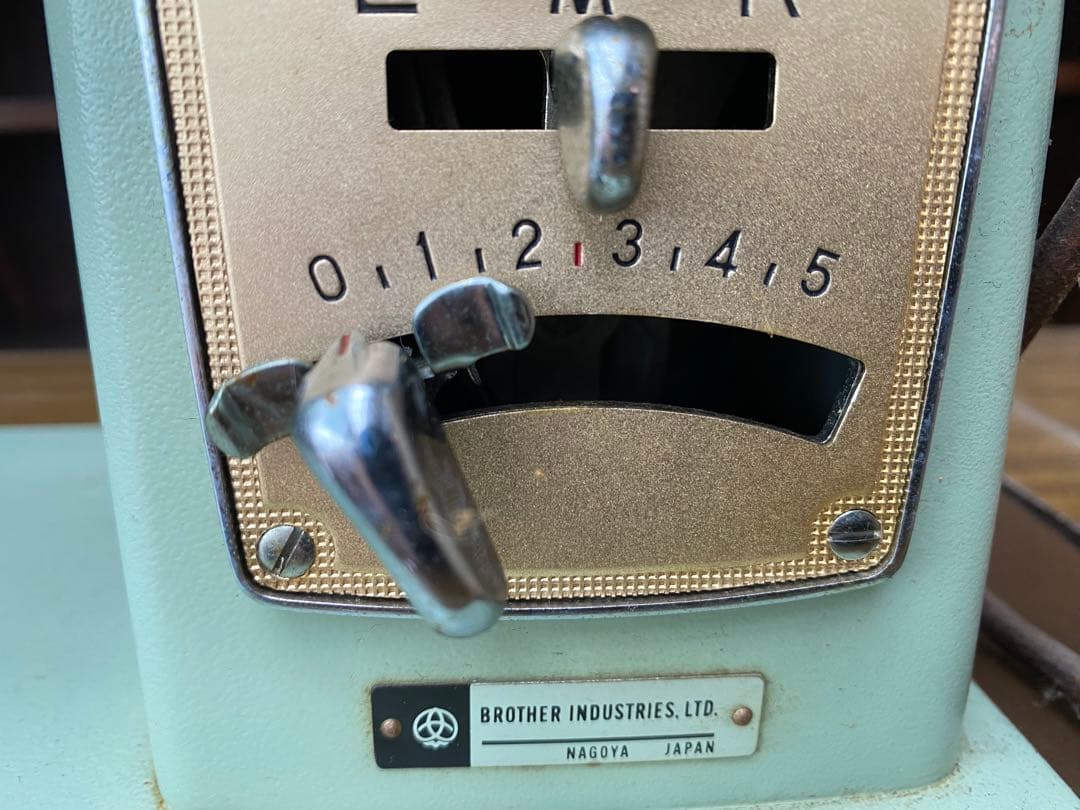 L M R
0 1 2 3 4 5
BROTHER INDUSTRIES, LTD.
NAGOYA JAPAN